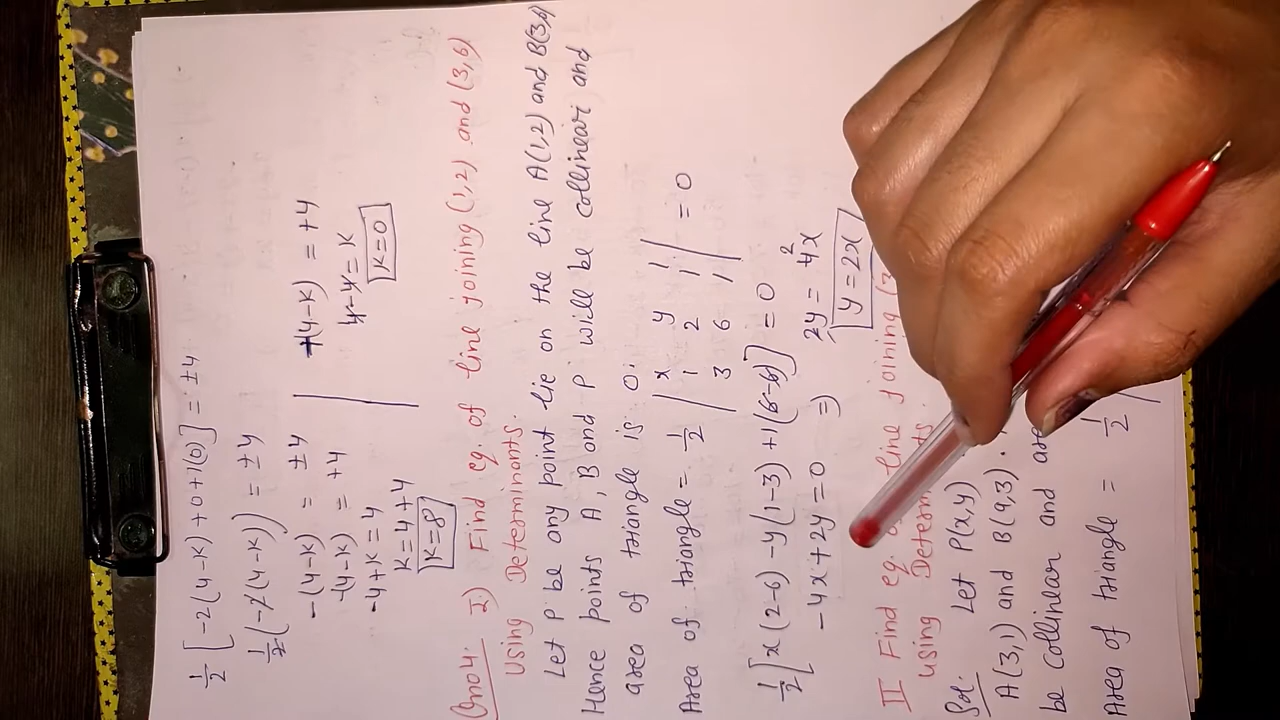 1/2 [-2(4-K)+0+1(0)] = ±4
1/2 (-2(4-K)) = ±4
-(4-K) = ±4
-(4-K) = +4
-4+K = 4
K = 4+4
K=8
+(4-K) = +4
4-4 = K
K=0
Qno4. I) Find eq. of line joining (1,2) and (3,6)
Using Determinants.
Let P be any point lie on the line A(1,2) and B(3,6)
Hence points A, B and P will be collinear and
area of triangle is 0.
Area of triangle = 1/2 | x y 1 |
| 1 2 1 | = 0
| 3 6 1 |
1/2 [x(2-6) -y(1-3) +1(6-6)] = 0
-4x+2y=0 => 2y = 4x 2
y = 2x
II Find eq. of line joining (3
using Determ
Sol. Let P(x,y)
A(3,1) and B(9,3).
be collinear and are
Area of triangle = 1/2